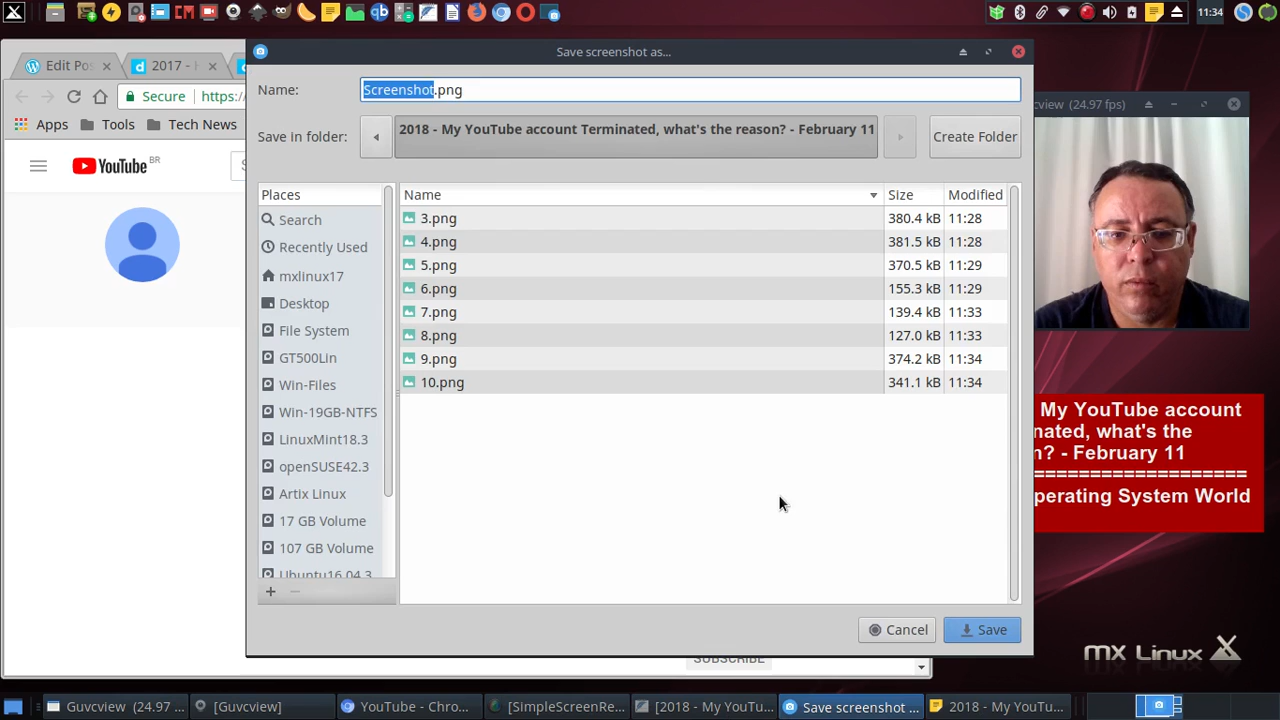 11:34
Save screenshot as...
Edit Pos
2017 - H
Secure
https:/
Apps
Tools
Tech News
YouTube BR
Name:
Screenshot.png
Save in folder:
2018 - My YouTube account Terminated, what's the reason? - February 11
Create Folder
Places
Search
Recently Used
mxlinux17
Desktop
File System
GT500Lin
Win-Files
Win-19GB-NTFS
LinuxMint18.3
openSUSE42.3
Artix Linux
17 GB Volume
107 GB Volume
Ubuntu16.04.3
Name Size Modified
3.png 380.4 kB 11:28
4.png 381.5 kB 11:28
5.png 370.5 kB 11:29
6.png 155.3 kB 11:29
7.png 139.4 kB 11:33
8.png 127.0 kB 11:33
9.png 374.2 kB 11:34
10.png 341.1 kB 11:34
Cancel
Save
SUBSCRIBE
cview (24.97 fps)
My YouTube account
nated, what's the
n? - February 11
====================
perating System World
MX Linux
Guvcview (24.97 ...
[Guvcview]
YouTube - Chro...
[SimpleScreenRe...
[2018 - My YouTu...
Save screenshot ...
2018 - My YouTu...